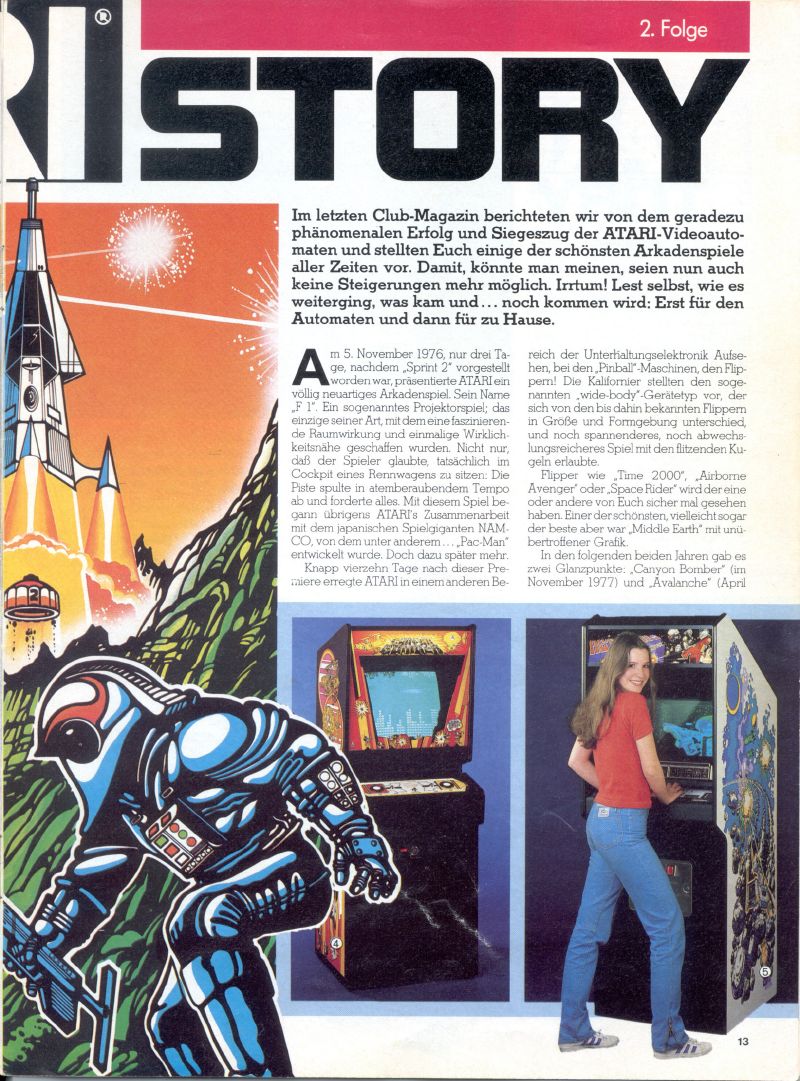 RI®
2. Folge
STORY
Im letzten Club-Magazin berichteten wir von dem geradezu
phänomenalen Erfolg und Siegeszug der ATARI-Videoauto-
maten und stellten Euch einige der schönsten Arkadenspiele
aller Zeiten vor. Damit, könnte man meinen, seien nun auch
keine Steigerungen mehr möglich. Irrtum! Lest selbst, wie es
weiterging, was kam und ... noch kommen wird: Erst für den
Automaten und dann für zu Hause.
Am 5. November 1976, nur drei Ta-
ge, nachdem „Sprint 2" vorgestellt
worden war, präsentierte ATARI ein
völlig neuartiges Arkadenspiel. Sein Name
„F 1". Ein sogenanntes Projektorspiel; das
einzige seiner Art, mit dem eine faszinieren-
de Raumwirkung und einmalige Wirklich-
keitsnähe geschaffen wurden. Nicht nur,
daß der Spieler glaubte, tatsächlich im
Cockpit eines Rennwagens zu sitzen: Die
Piste spulte in atemberaubendem Tempo
ab und forderte alles. Mit diesem Spiel be-
gann übrigens ATARI's Zusammenarbeit
mit dem japanischen Spielgiganten NAM-
CO, von dem unter anderem ... „Pac-Man"
entwickelt wurde. Doch dazu später mehr.
Knapp vierzehn Tage nach dieser Pre-
miere erregte ATARI in einem anderen Be-
reich der Unterhaltungselektronik Aufse-
hen, bei den „Pinball"-Maschinen, den Flip-
pern! Die Kalifornier stellten den soge-
nannten „wide-body"-Gerätetyp vor, der
sich von den bis dahin bekannten Flippern
in Größe und Formgebung unterschied,
und noch spannenderes, noch abwechs-
lungsreicheres Spiel mit den flitzenden Ku-
geln erlaubte.
Flipper wie „Time 2000", „Airborne
Avenger" oder „Space Rider" wird der eine
oder andere von Euch sicher mal gesehen
haben. Einer der schönsten, vielleicht sogar
der beste aber war „Middle Earth" mit unü-
bertroffener Grafik.
In den folgenden beiden Jahren gab es
zwei Glanzpunkte: „Canyon Bomber" (im
November 1977) und „Avalanche" (April
2
4
5
13